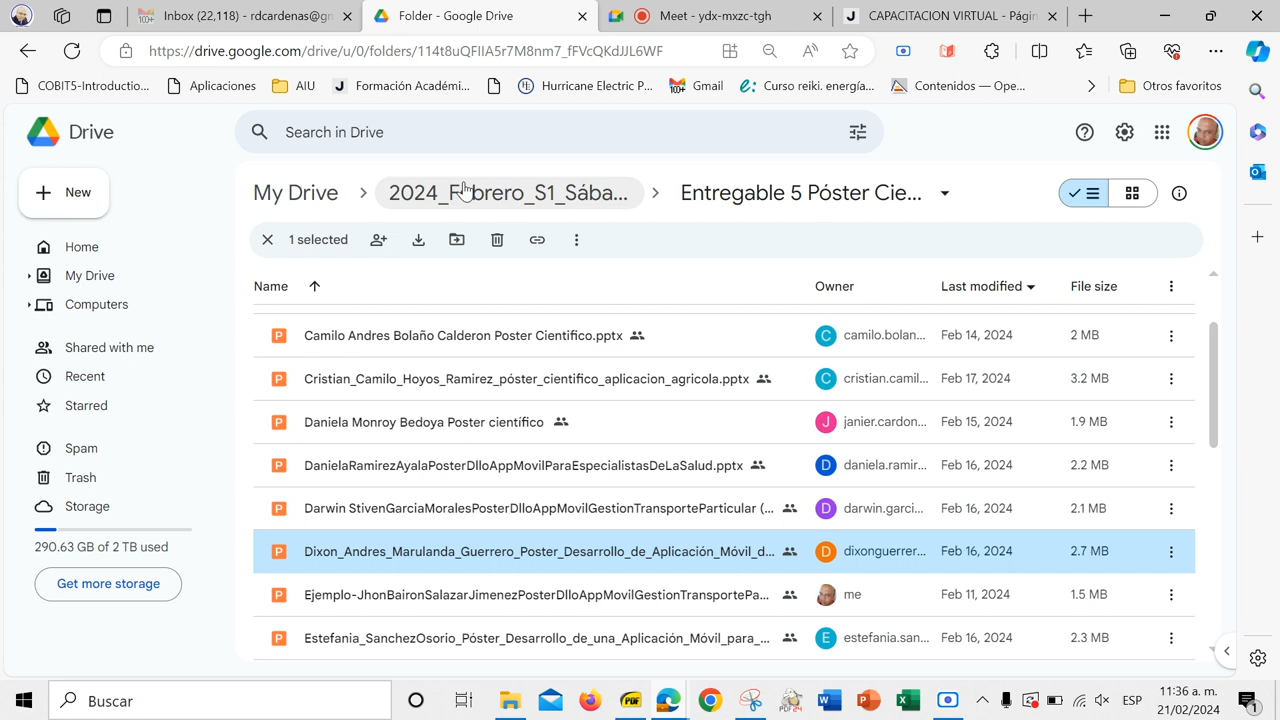 Inbox (22,118) - rdcardenas@gn
Folder - Google Drive
Meet - ydx-mpxzc-tgh
CAPACITACION VIRTUAL - Págin
https://drive.google.com/drive/u/0/folders/114t8uQFIIA5r7M8nm7_fFVcQKdJJL6WF
COBIT5-Introductio...
Aplicaciones
AIU
Formación Académi...
Hurricane Electric P...
Gmail
Curso reiki. energía...
Contenidos — Ope...
Otros favoritos
Drive
Search in Drive
New
My Drive
2024_Febrero_S1_Sába...
Entregable 5 Póster Cie...
1 selected
Home
My Drive
Computers
Shared with me
Recent
Starred
Spam
Trash
Storage
290.63 GB of 2 TB used
Get more storage
Name Owner Last modified File size
Camilo Andres Bolaño Calderon Poster Cientifico.pptx camilo.bolan... Feb 14, 2024 2 MB
Cristian_Camilo_Hoyos_Ramirez_póster_cientifico_aplicacion_agricola.pptx cristian.camil... Feb 17, 2024 3.2 MB
Daniela Monroy Bedoya Poster científico janier.cardon... Feb 15, 2024 1.9 MB
DanielaRamirezAyalaPosterDlloAppMovilParaEspecialistasDeLaSalud.pptx daniela.ramir... Feb 16, 2024 2.2 MB
Darwin StivenGarciaMoralesPosterDlloAppMovilGestionTransporteParticular (... darwin.garci... Feb 16, 2024 2.1 MB
Dixon_Andres_Marulanda_Guerrero_Poster_Desarrollo_de_Aplicación_Móvil_d... dixonguerrer... Feb 16, 2024 2.7 MB
Ejemplo-JhonBaironSalazarJimenezPosterDlloAppMovilGestionTransportePa... me Feb 11, 2024 1.5 MB
Estefania_SanchezOsorio_Póster_Desarrollo_de_una_Aplicación_Móvil_para_... estefania.san... Feb 16, 2024 2.3 MB
Buscar
ESP
11:36 a. m.
21/02/2024